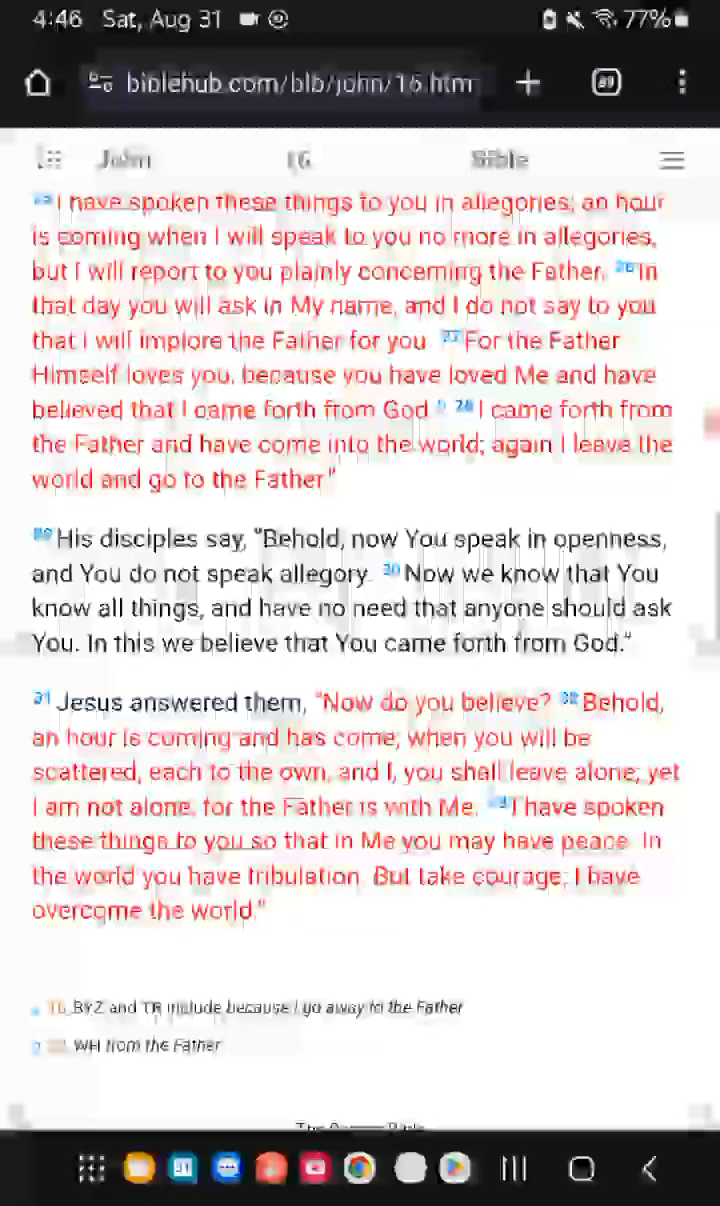 4:46 Sat, Aug 31 77%
biblehub.com/blb/john/16.htm
John 16 Bible
25 I have spoken these things to you in allegories; an hour
is coming when I will speak to you no more in allegories,
but I will report to you plainly concerning the Father. 26 In
that day you will ask in My name, and I do not say to you
that I will implore the Father for you. 27 For the Father
Himself loves you, because you have loved Me and have
believed that I came forth from God. 28 I came forth from
the Father and have come into the world; again I leave the
world and go to the Father.”
29 His disciples say, “Behold, now You speak in openness,
and You do not speak allegory. 30 Now we know that You
know all things, and have no need that anyone should ask
You. In this we believe that You came forth from God.”
31 Jesus answered them, “Now do you believe? 32 Behold,
an hour is coming and has come, when you will be
scattered, each to the own, and I, you shall leave alone; yet
I am not alone, for the Father is with Me. 33 I have spoken
these things to you so that in Me you may have peace. In
the world you have tribulation. But take courage; I have
overcome the world.”
16 BYZ and TR include because I go away to the Father
WH from the Father
31